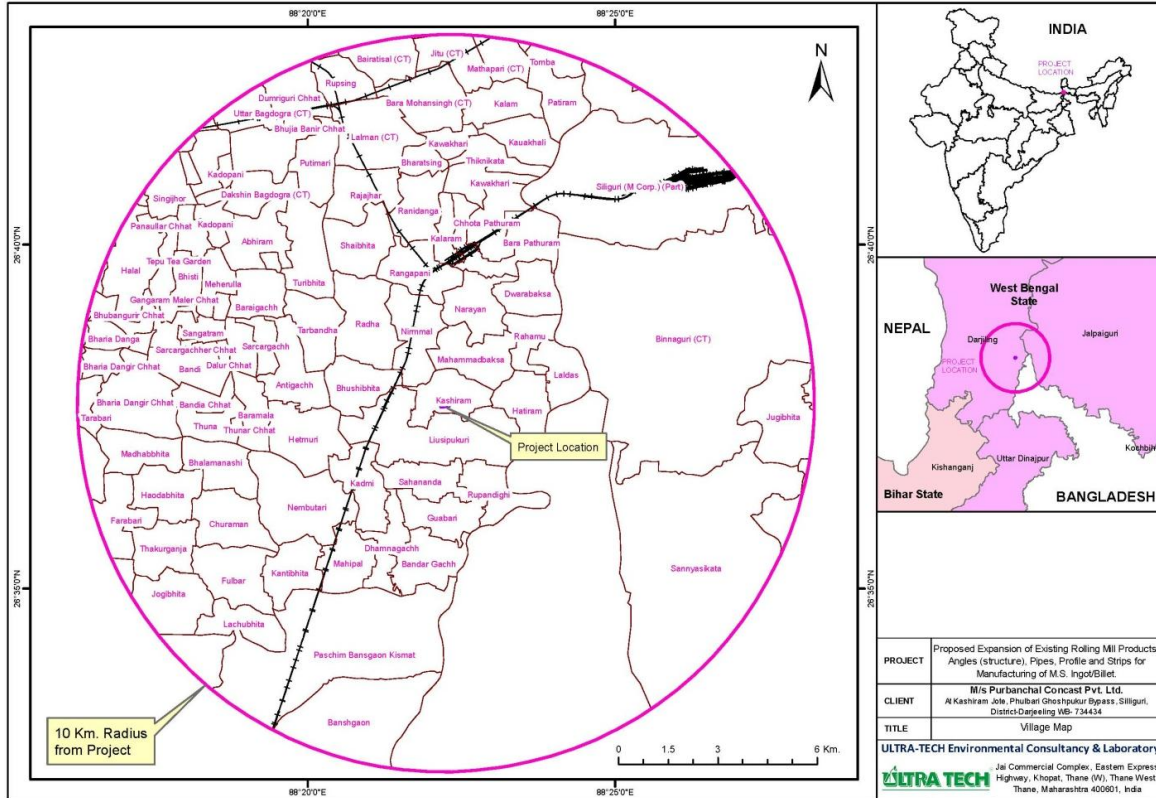 88°20'0"E
88°25'0"E
N
Jitu (CT)
Bairatisal (CT)
Tomba
Mathapari (CT)
Rupsing
Dumriguri Chhat
Bara Mohansingh (CT)
Kalam
Patiram
Uttar Bagdogra (CT)
Bhujia Banir Chhat
Lalman (CT)
Kawakhari
Kauakhali
Putimari
Bharatsing
Thiknikata
Kadopani
Kawakhari
Siliguri (M Corp.) (Part)
Singijhor
Dakshin Bagdogra (CT)
Rajajhar
Ranidanga
Panaullar Chhat
Kadopani
Chhota Pathuram
Abhiram
Shaibhita
Kalaram
Bara Pathuram
26°40'0"N
26°40'0"N
Halal
Tepu Tea Garden
Bhisti
Meherulla
Turibhita
Rangapani
Dwarabaksa
Gangaram Maler Chhat
Baraigachh
Narayan
Bhubangurir Chhat
Radha
Nimmal
Rahamu
Bharia Danga
Sangatram
Tarbandha
Binnaguri (CT)
Sarcargachher Chhat
Sarcargachh
Mahammadbaksa
Bharia Dangir Chhat
Bandi
Dalur Chhat
Laldas
Antigachh
Bhushibhita
Kashiram
Bharia Dangir Chhat
Bandia Chhat
Hatiram
Tarabari
Baramala
Jugibhita
Thuna
Thunar Chhat
Hetmuri
Liusipukuri
Project Location
Madhabbhita
Bhalamanashi
Kadmi
Sahananda
Haodabhita
Rupandighi
Nembutari
Farabari
Churaman
Guabari
Thakurganja
Dhamnagachh
Mahipal
Bandar Gachh
Sannyasikata
Kantibhita
Fulbar
26°35'0"N
26°35'0"N
Jogibhita
Lachubhita
Paschim Bansgaon Kismat
Banshgaon
10 Km. Radius
from Project
0 1.5 3 6 Km.
88°20'0"E
88°25'0"E
INDIA
PROJECT
LOCATION
West Bengal
State
NEPAL
Darjiling
Jalpaiguri
PROJECT
LOCATION
Kishanganj
Uttar Dinajpur
Bihar State
BANGLADESH
PROJECT
Proposed Expansion of Existing Rolling Mill Products
Angles (structure), Pipes, Profile and Strips for
Manufacturing of M.S. Ingot/Billet.
CLIENT
M/s Purbanchal Concast Pvt. Ltd.
At Kashiram Jote, Phulbari Ghoshpukur Bypass, Silliguri,
District-Darjeeling WB- 734434
TITLE
Village Map
ULTRA-TECH Environmental Consultancy & Laboratory
ULTRA TECH
Jai Commercial Complex, Eastern Express
Highway, Khopat, Thane (W), Thane West
Thane, Maharashtra 400601, India